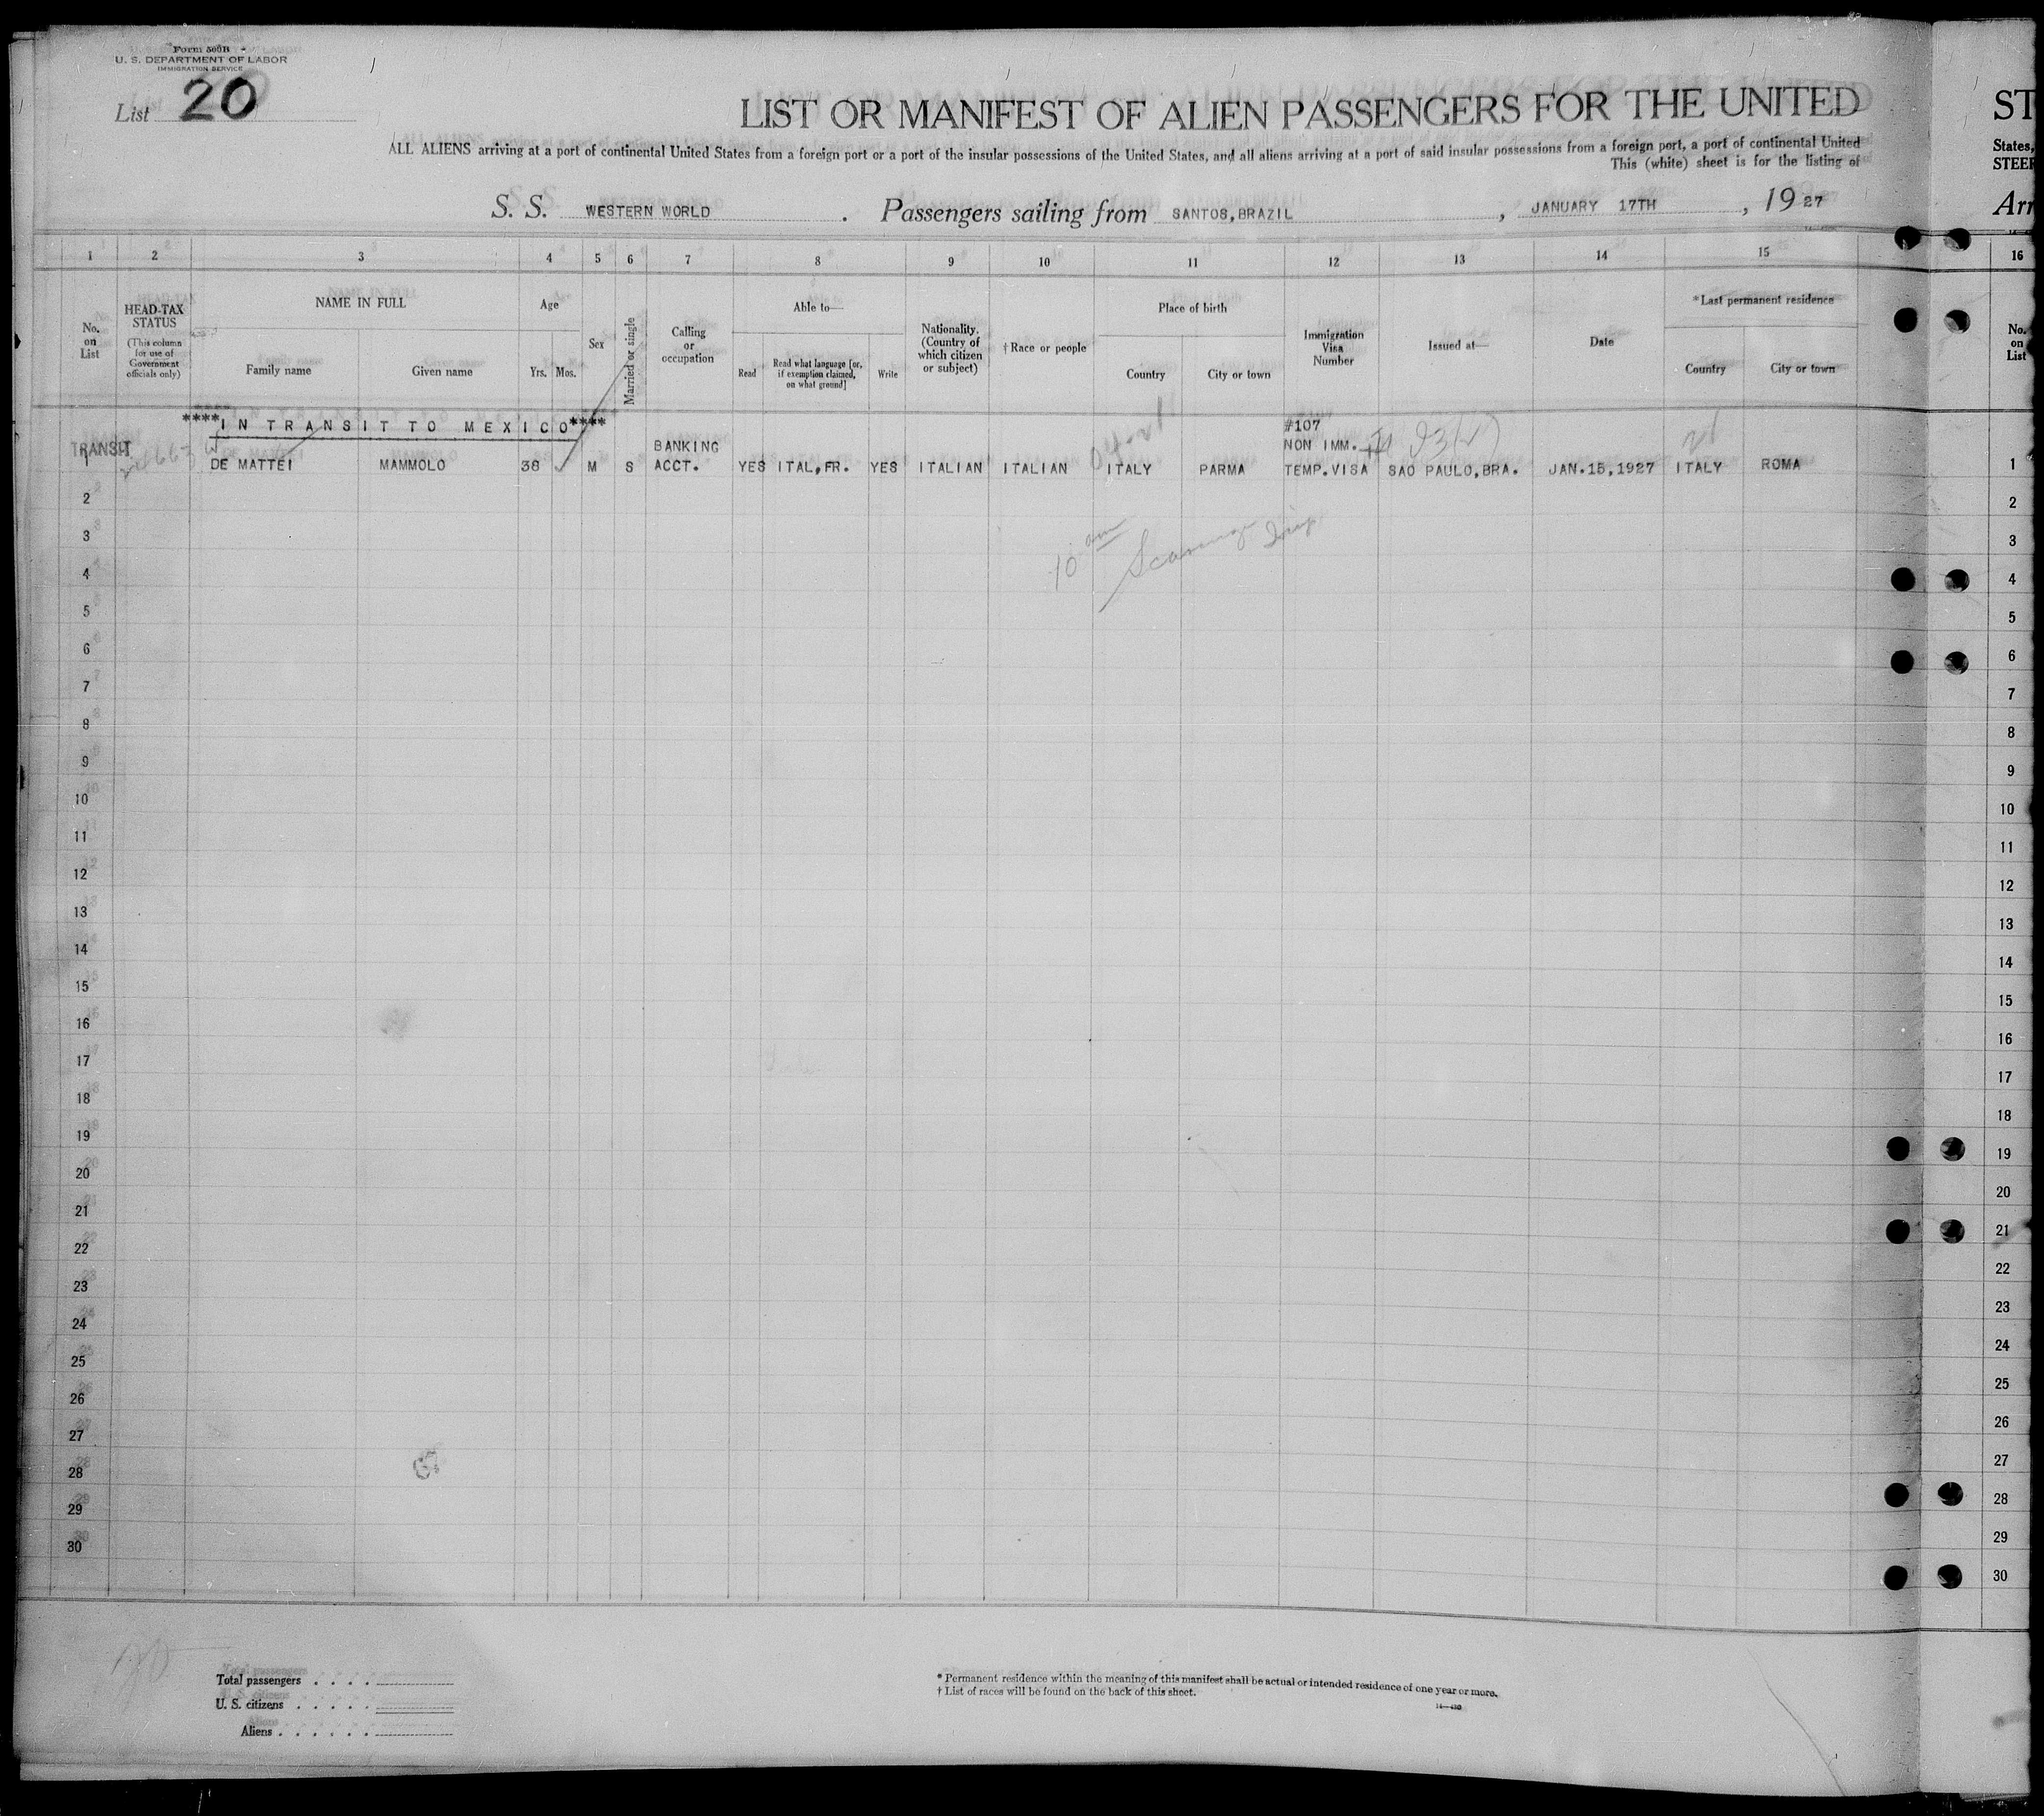 Form 500B
U. S. DEPARTMENT OF LABOR
IMMIGRATION SERVICE
List 20
LIST OR MANIFEST OF ALIEN PASSENGERS FOR THE UNITED
ST
ALL ALIENS arriving at a port of continental United States from a foreign port or a port of the insular possessions of the United States, and all aliens arriving at a port of said insular possessions from a foreign port, a port of continental United
States,
This (white) sheet is for the listing of
STEER
S. S. WESTERN WORLD . Passengers sailing from SANTOS, BRAZIL , JANUARY 17TH , 1927
Arr
1 2 3 4 5 6 7 8 9 10 11 12 13 14 15 16
No. on List
HEAD-TAX STATUS
(This column for use of Government officials only)
NAME IN FULL
Family name Given name
Age
Yrs. Mos.
Sex
Married or single
Calling or occupation
Able to—
Read
Read what language [or, if exemption claimed, on what ground]
Write
Nationality. (Country of which citizen or subject)
† Race or people
Place of birth
Country City or town
Immigration Visa Number
Issued at—
Date
* Last permanent residence
Country City or town
No. on List
****IN TRANSIT TO MEXICO****
TRANSIT
BANKING
#107
NON IMM.
1 DE MATTEI MAMMOLO 38 M S ACCT. YES ITAL,FR. YES ITALIAN ITALIAN ITALY PARMA TEMP.VISA SAO PAULO,BRA. JAN.15,1927 ITALY ROMA 1
2 2
3 3
10 am
4 4
5 5
6 6
7 7
8 8
9 9
10 10
11 11
12 12
13 13
14 14
15 15
16 16
17 17
18 18
19 19
20 20
21 21
22 22
23 23
24 24
25 25
26 26
27 27
28 28
29 29
30 30
20
Total passengers . . . .
U. S. citizens . . . . .
Aliens . . . . . .
* Permanent residence within the meaning of this manifest shall be actual or intended residence of one year or more.
† List of races will be found on the back of this sheet.